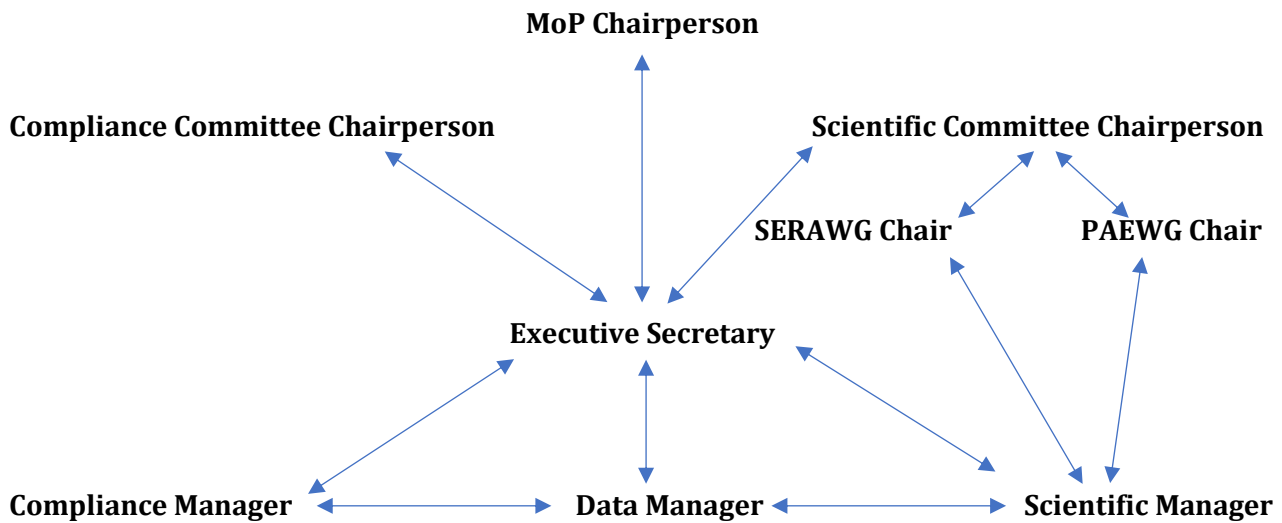 MoP Chairperson
Compliance Committee Chairperson
Scientific Committee Chairperson
SERAWG Chair
PAEWG Chair
Executive Secretary
Compliance Manager
Data Manager
Scientific Manager